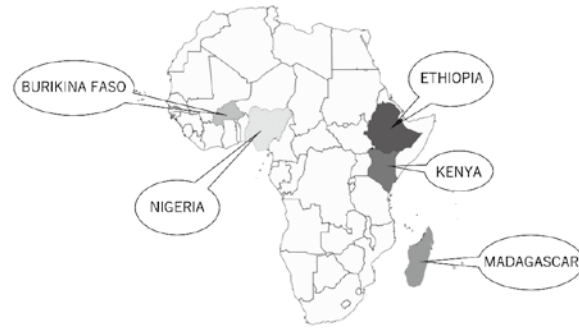 BURIKINA FASO
ETHIOPIA
KENYA
NIGERIA
MADAGASCAR